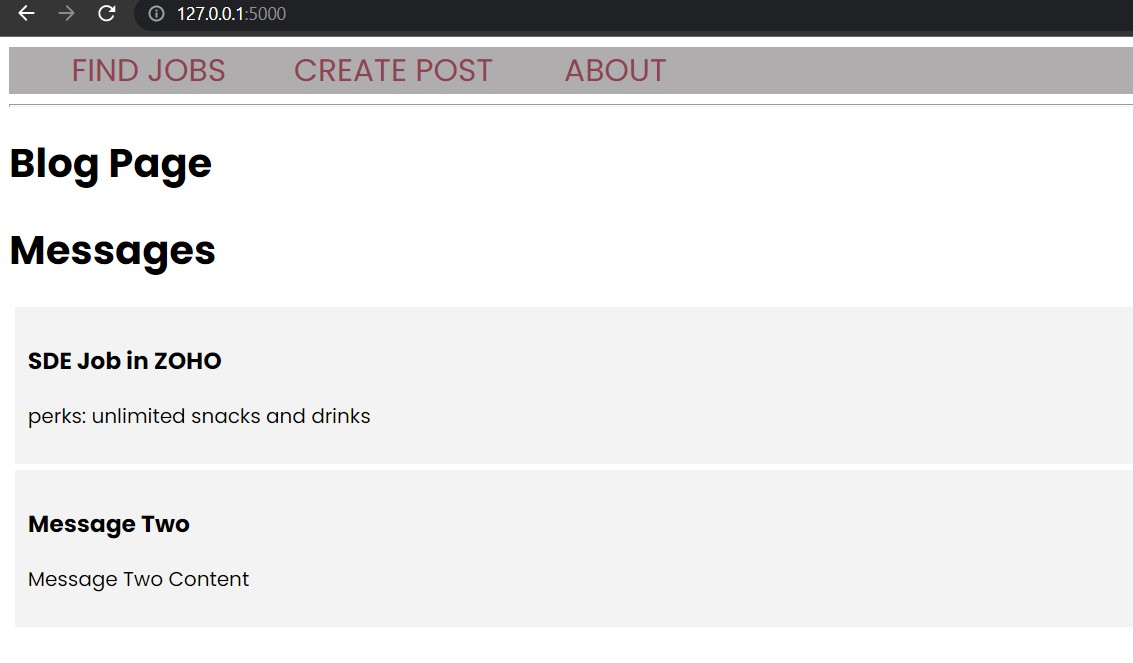 127.0.0.1:5000
FIND JOBS CREATE POST ABOUT
Blog Page
Messages
SDE Job in ZOHO
perks: unlimited snacks and drinks
Message Two
Message Two Content